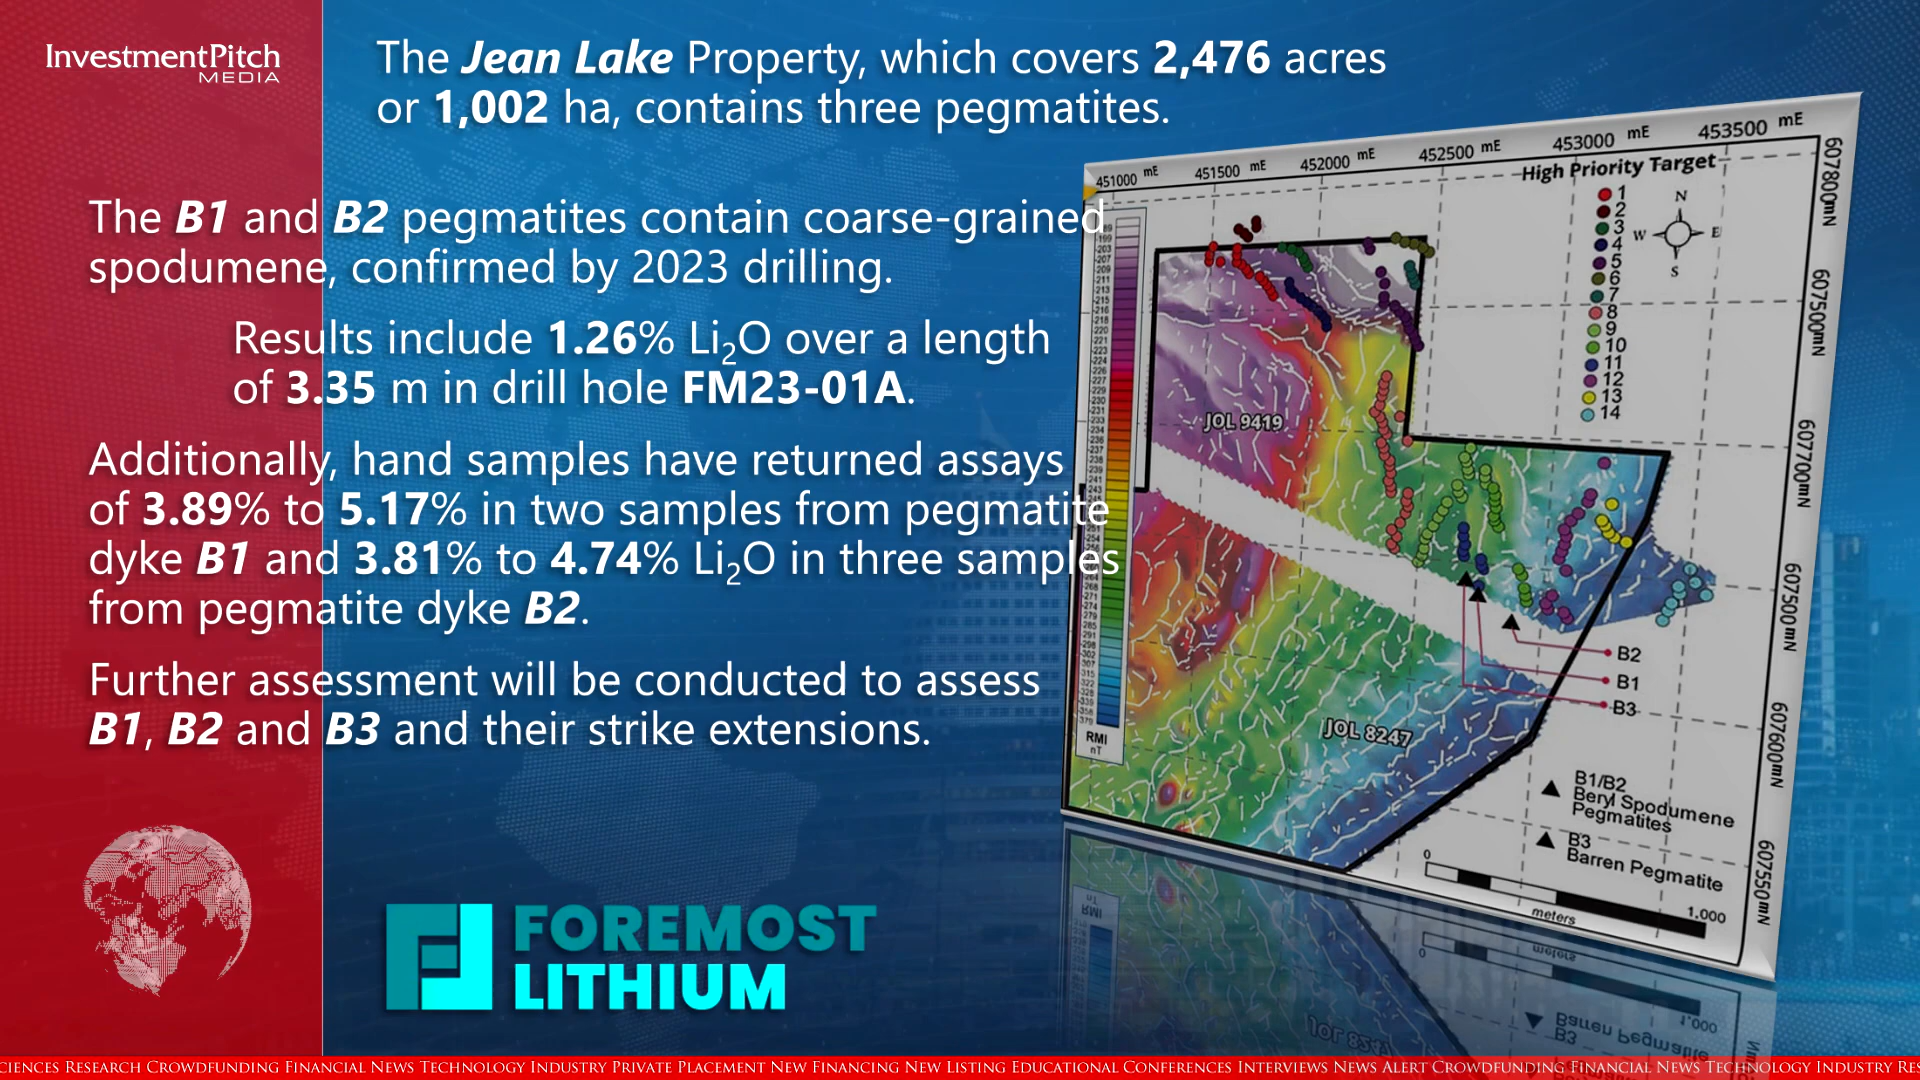 InvestmentPitch
MEDIA
The Jean Lake Property, which covers 2,476 acres
or 1,002 ha, contains three pegmatites.
The B1 and B2 pegmatites contain coarse-grained
spodumene, confirmed by 2023 drilling.
Results include 1.26% Li₂O over a length
of 3.35 m in drill hole FM23-01A.
Additionally, hand samples have returned assays
of 3.89% to 5.17% in two samples from pegmatite
dyke B1 and 3.81% to 4.74% Li₂O in three samples
from pegmatite dyke B2.
Further assessment will be conducted to assess
B1, B2 and B3 and their strike extensions.
FOREMOST
LITHIUM
451000 mE 451500 mE 452000 mE 452500 mE 453000 mE 453500 mE
High Priority Target
1
2
3
4
5
6
7
8
9
10
11
12
13
14
N
W E
S
JOL 9419
JOL 8247
B2
B1
B3
RMI
nT
B1/B2
Beryl Spodumene
Pegmatites
B3
Barren Pegmatite
0 1,000
meters
CIENCES RESEARCH CROWDFUNDING FINANCIAL NEWS TECHNOLOGY INDUSTRY PRIVATE PLACEMENT NEW FINANCING NEW LISTING EDUCATIONAL CONFERENCES INTERVIEWS NEWS ALERT CROWDFUNDING FINANCIAL NEWS TECHNOLOGY INDUSTRY RES